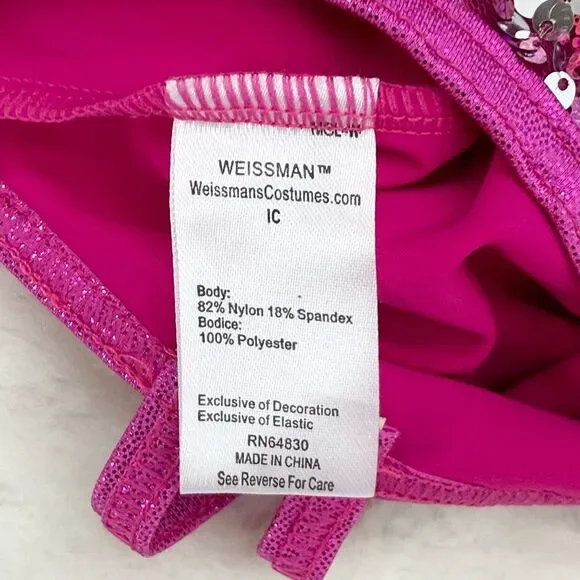 MCL-W
WEISSMAN™
WeissmansCostumes.com
IC
Body:
82% Nylon 18% Spandex
Bodice:
100% Polyester
Exclusive of Decoration
Exclusive of Elastic
RN64830
MADE IN CHINA
See Reverse For Care